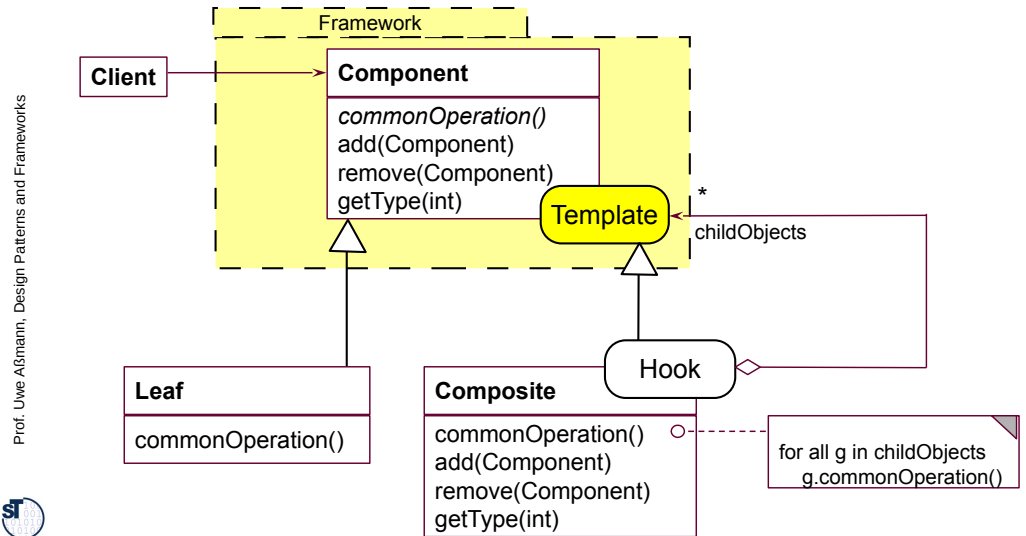 Framework
Client
Component
commonOperation()
add(Component)
remove(Component)
getType(int)
Template
*
childObjects
Hook
Leaf
commonOperation()
Composite
commonOperation()
add(Component)
remove(Component)
getType(int)
for all g in childObjects
g.commonOperation()
Prof. Uwe Aßmann, Design Patterns and Frameworks
ST